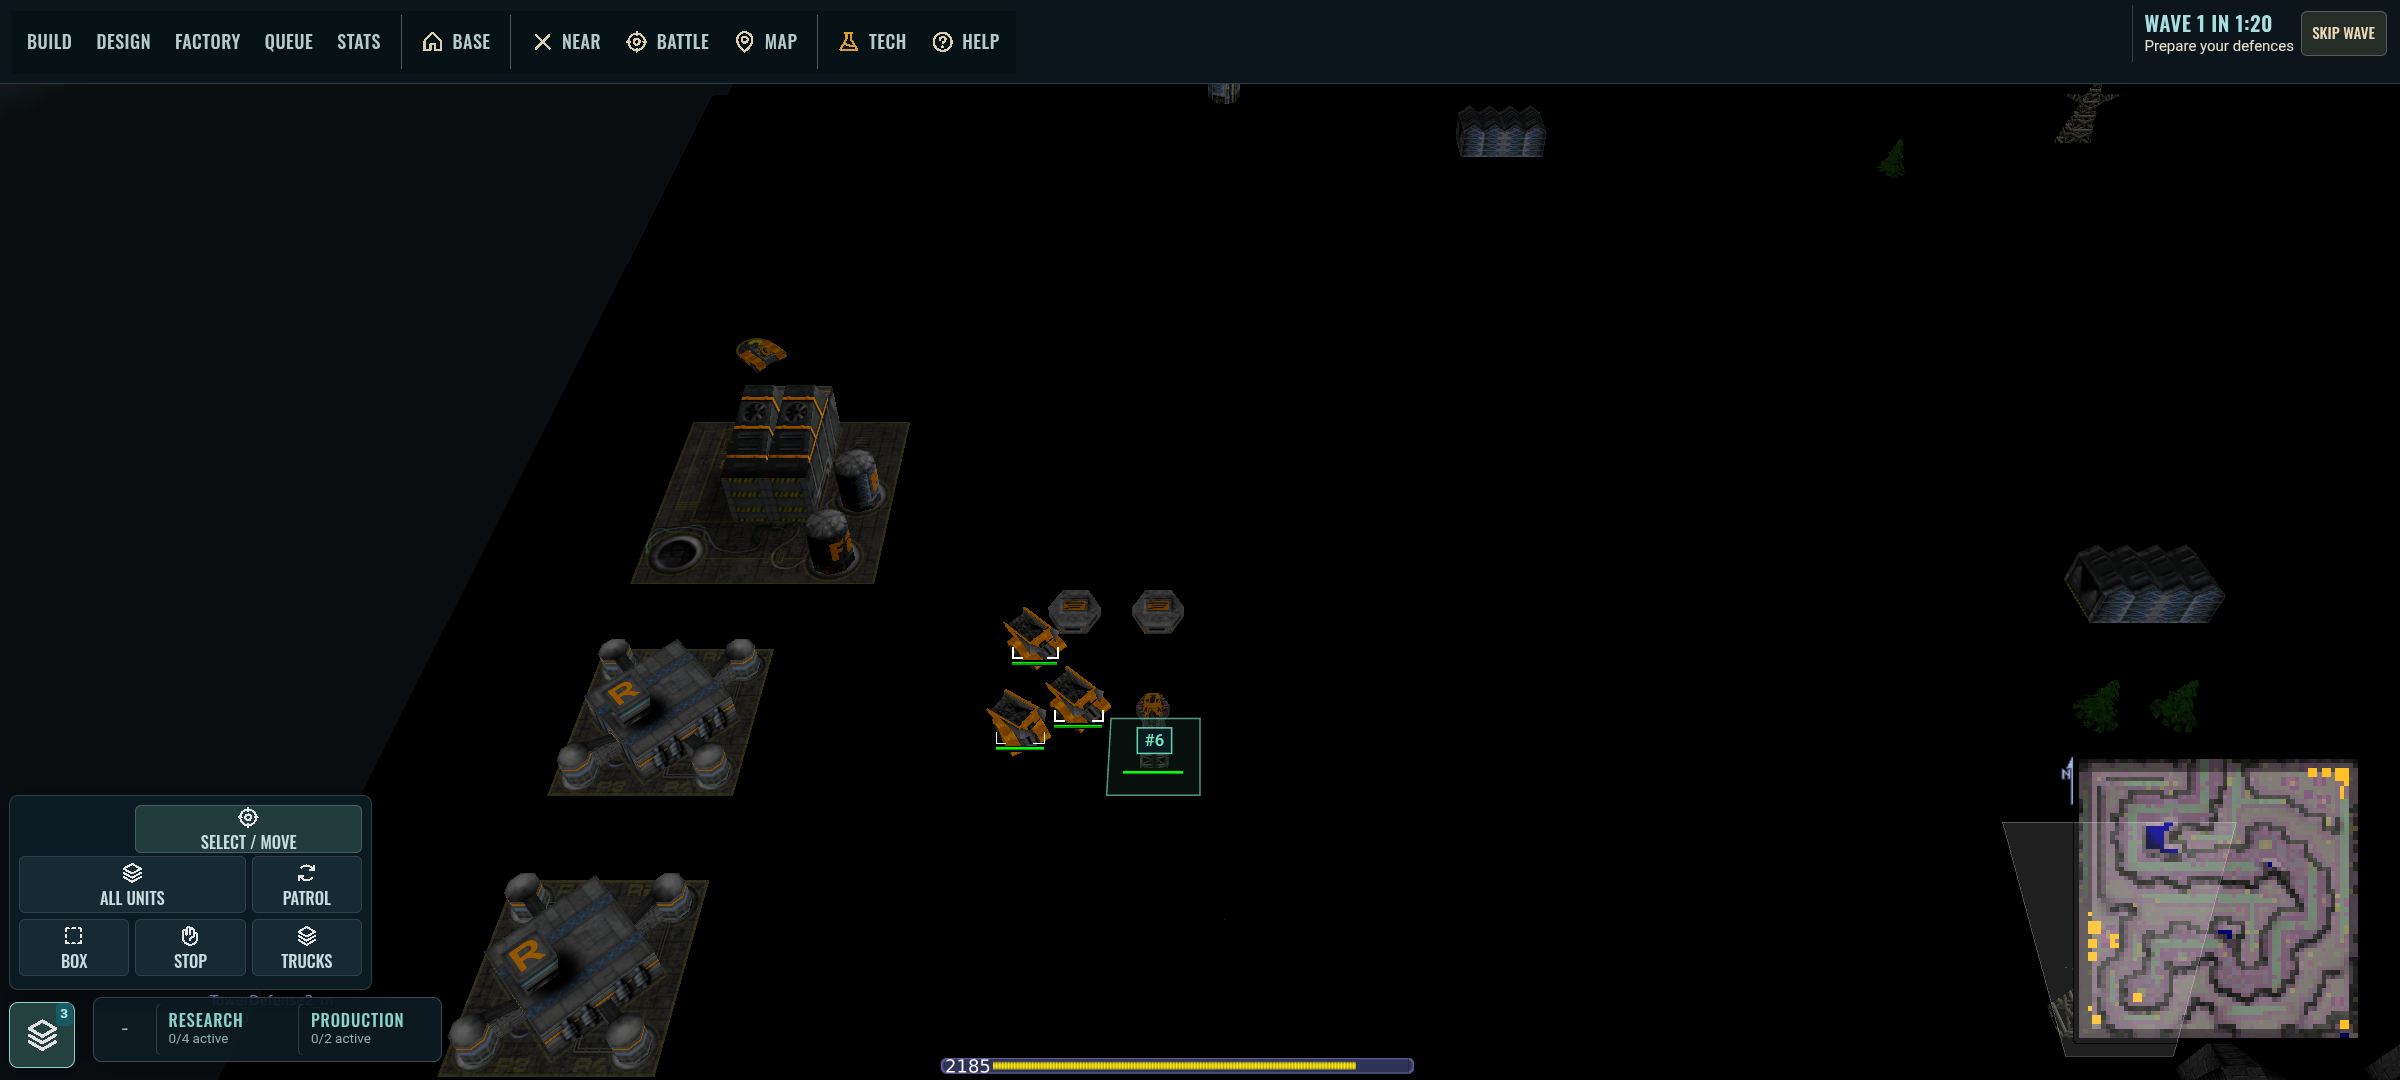 BUILD DESIGN FACTORY QUEUE STATS BASE NEAR BATTLE MAP TECH HELP
WAVE 1 IN 1:20
Prepare your defences
SKIP WAVE
R
#6
R
N
SELECT / MOVE
ALL UNITS PATROL
BOX STOP TRUCKS
3
-
RESEARCH
0/4 active
PRODUCTION
0/2 active
2185